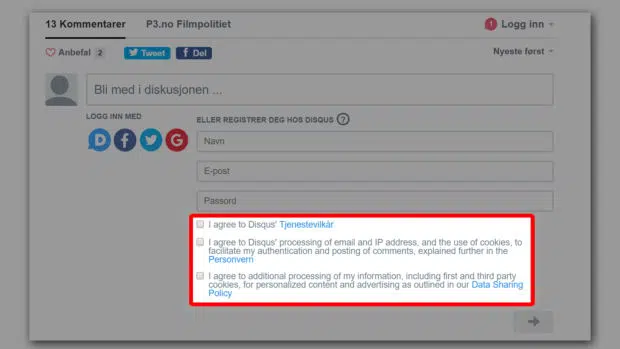 13 Kommentarer P3.no Filmpolitiet 1 Logg inn
Anbefal 2 Tweet f Del Nyeste først
Bli med i diskusjonen ...
LOGG INN MED
ELLER REGISTRER DEG HOS DISQUS ?
D f G
Navn
E-post
Passord
I agree to Disqus' Tjenestevilkår
I agree to Disqus' processing of email and IP address, and the use of cookies, to
facilitate my authentication and posting of comments, explained further in the
Personvern
I agree to additional processing of my information, including first and third party
cookies, for personalized content and advertising as outlined in our Data Sharing
Policy